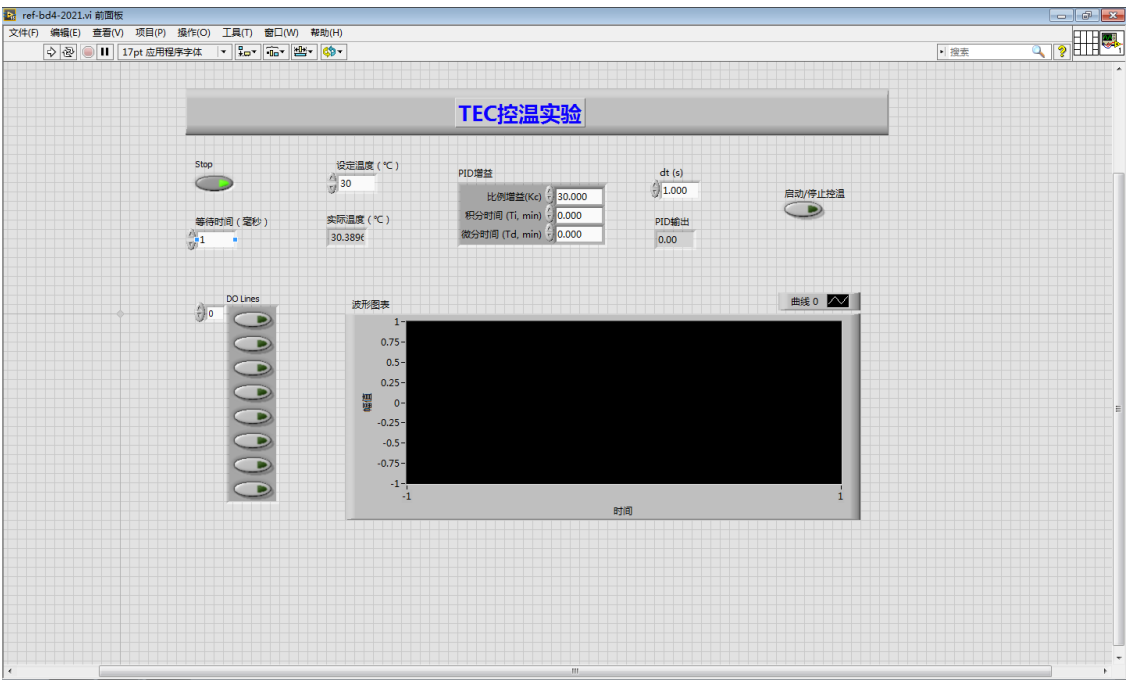 ref-bd4-2021.vi 前面板
文件(F) 编辑(E) 查看(V) 项目(P) 操作(O) 工具(T) 窗口(W) 帮助(H)
17pt 应用程序字体
搜索
1
TEC控温实验
Stop
设定温度 ( ℃ )
30
PID增益
dt (s)
1.000
比例增益(Kc) 30.000
积分时间 (Ti, min) 0.000
微分时间 (Td, min) 0.000
启动/停止控温
等待时间 ( 毫秒 )
1
实际温度 ( ℃ )
30.389
PID输出
0.00
DO Lines
0
波形图表
曲线 0
1
0.75
0.5
0.25
0
-0.25
-0.5
-0.75
-1
幅值
-1
1
时间